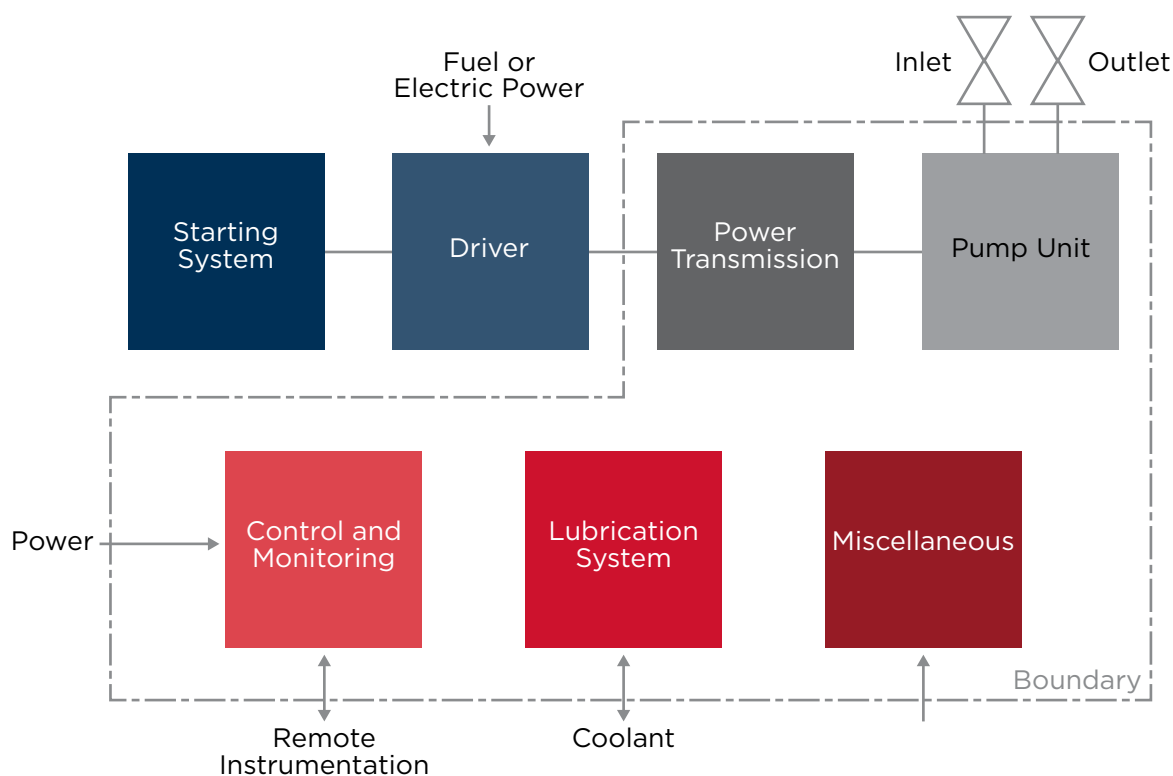 Fuel or
Electric Power
Inlet
Outlet
Starting
System
Driver
Power
Transmission
Pump Unit
Power
Control and
Monitoring
Lubrication
System
Miscellaneous
Boundary
Remote
Instrumentation
Coolant